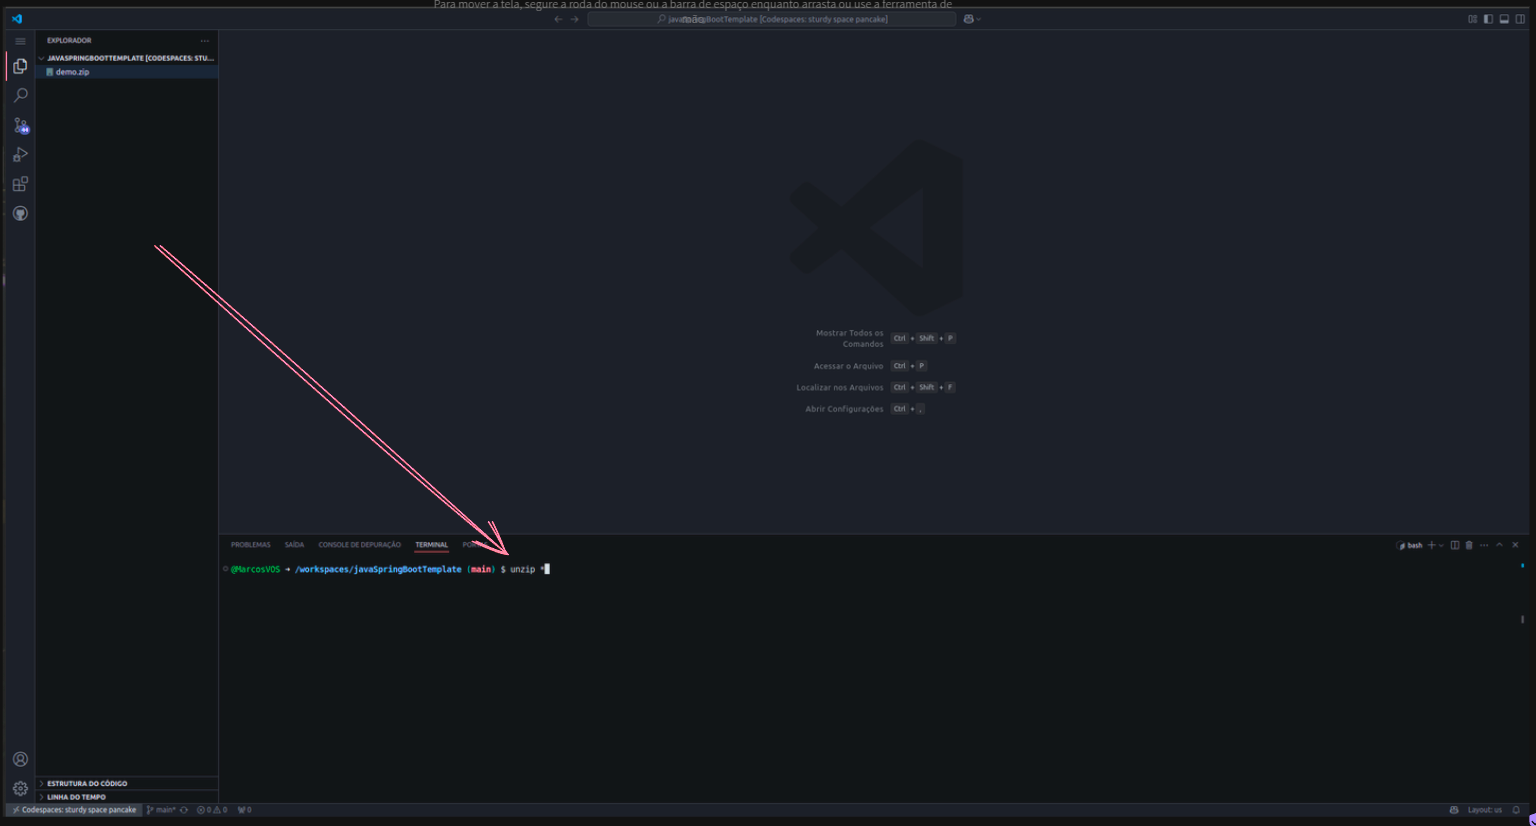 Para mover a tela, segure a roda do mouse ou a barra de espaço enquanto arrasta ou use a ferramenta de
mão
javaSpringBootTemplate [Codespaces: sturdy space pancake]
EXPLORADOR
JAVASPRINGBOOTTEMPLATE [CODESPACES: STU...
demo.zip
Mostrar Todos os
Comandos
Ctrl + Shift + P
Acessar o Arquivo Ctrl + P
Localizar nos Arquivos Ctrl + Shift + F
Abrir Configurações Ctrl + ,
PROBLEMAS SAÍDA CONSOLE DE DEPURAÇÃO TERMINAL
bash
@MarcosVOS → /workspaces/javaSpringBootTemplate (main) $ unzip *
ESTRUTURA DO CÓDIGO
LINHA DO TEMPO
Codespaces: sturdy space pancake main* 0 0 0 Layout: us